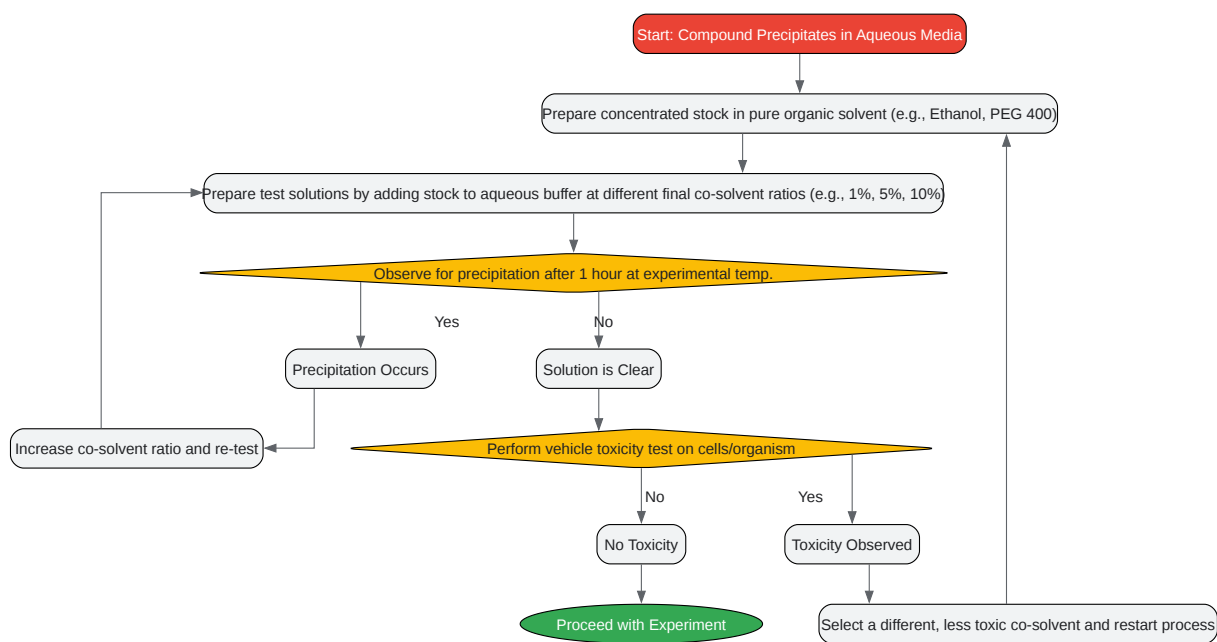 Start: Compound Precipitates in Aqueous Media
Prepare concentrated stock in pure organic solvent (e.g., Ethanol, PEG 400)
Prepare test solutions by adding stock to aqueous buffer at different final co-solvent ratios (e.g., 1%, 5%, 10%)
Observe for precipitation after 1 hour at experimental temp.
Yes
No
Precipitation Occurs
Solution is Clear
Increase co-solvent ratio and re-test
Perform vehicle toxicity test on cells/organism
No
Yes
No Toxicity
Toxicity Observed
Proceed with Experiment
Select a different, less toxic co-solvent and restart process